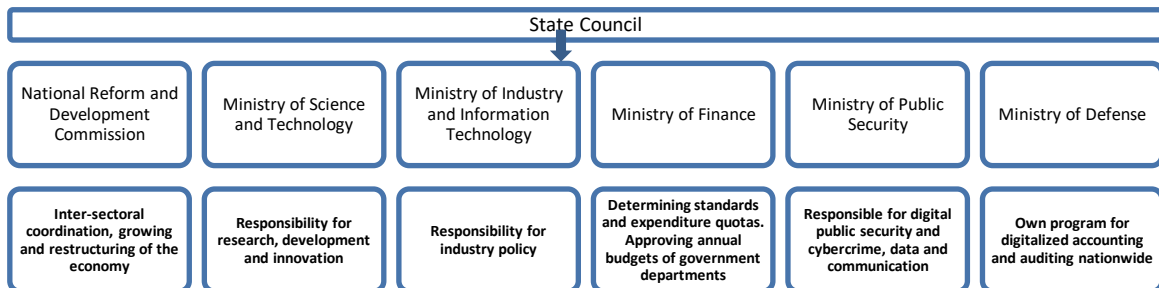 State Council
National Reform and
Development
Commission
Ministry of Science
and Technology
Ministry of Industry
and Information
Technology
Ministry of Finance
Ministry of Public
Security
Ministry of Defense
Inter-sectoral
coordination, growing
and restructuring of the
economy
Responsibility for
research, development
and innovation
Responsibility for
industry policy
Determining standards
and expenditure quotas.
Approving annual
budgets of government
departments
Responsible for digital
public security and
cybercrime, data and
communication
Own program for
digitalized accounting
and auditing nationwide